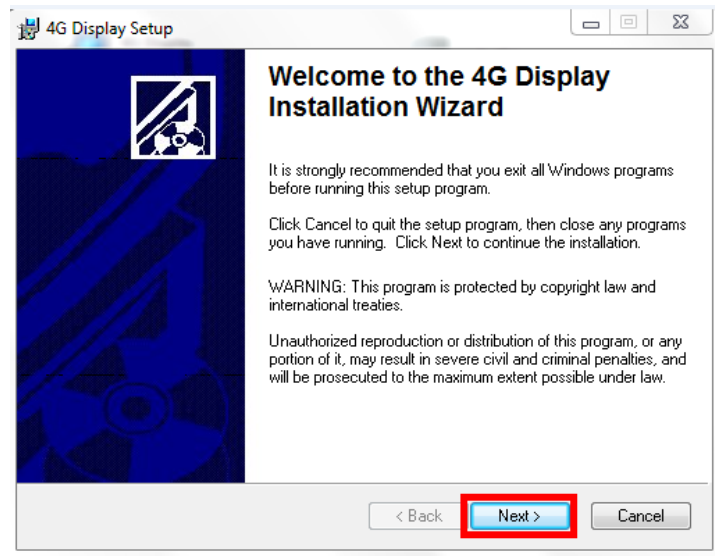 4G Display Setup
Welcome to the 4G Display
Installation Wizard
It is strongly recommended that you exit all Windows programs
before running this setup program.
Click Cancel to quit the setup program, then close any programs
you have running. Click Next to continue the installation.
WARNING: This program is protected by copyright law and
international treaties.
Unauthorized reproduction or distribution of this program, or any
portion of it, may result in severe civil and criminal penalties, and
will be prosecuted to the maximum extent possible under law.
< Back Next > Cancel